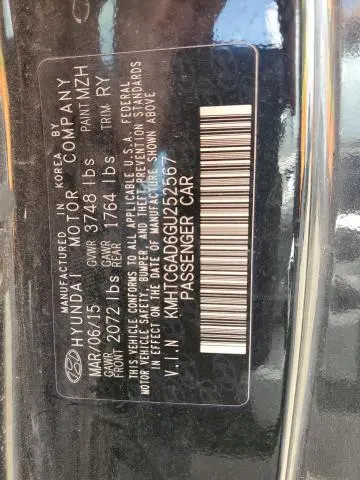 MANUFACTURED IN KOREA BY
HYUNDAI MOTOR COMPANY
MAR/06/15 GVWR 3748 lbs PAINT MZH
GAWR FRONT 2072 lbs GAWR REAR 1764 lbs TRIM RY
THIS VEHICLE CONFORMS TO ALL APPLICABLE U.S.A. FEDERAL
MOTOR VEHICLE SAFETY, BUMPER, AND THEFT PREVENTION STANDARDS
IN EFFECT ON THE DATE OF MANUFACTURE SHOWN ABOVE
V.I.N KMHTC6AD6GU252567
PASSENGER CAR